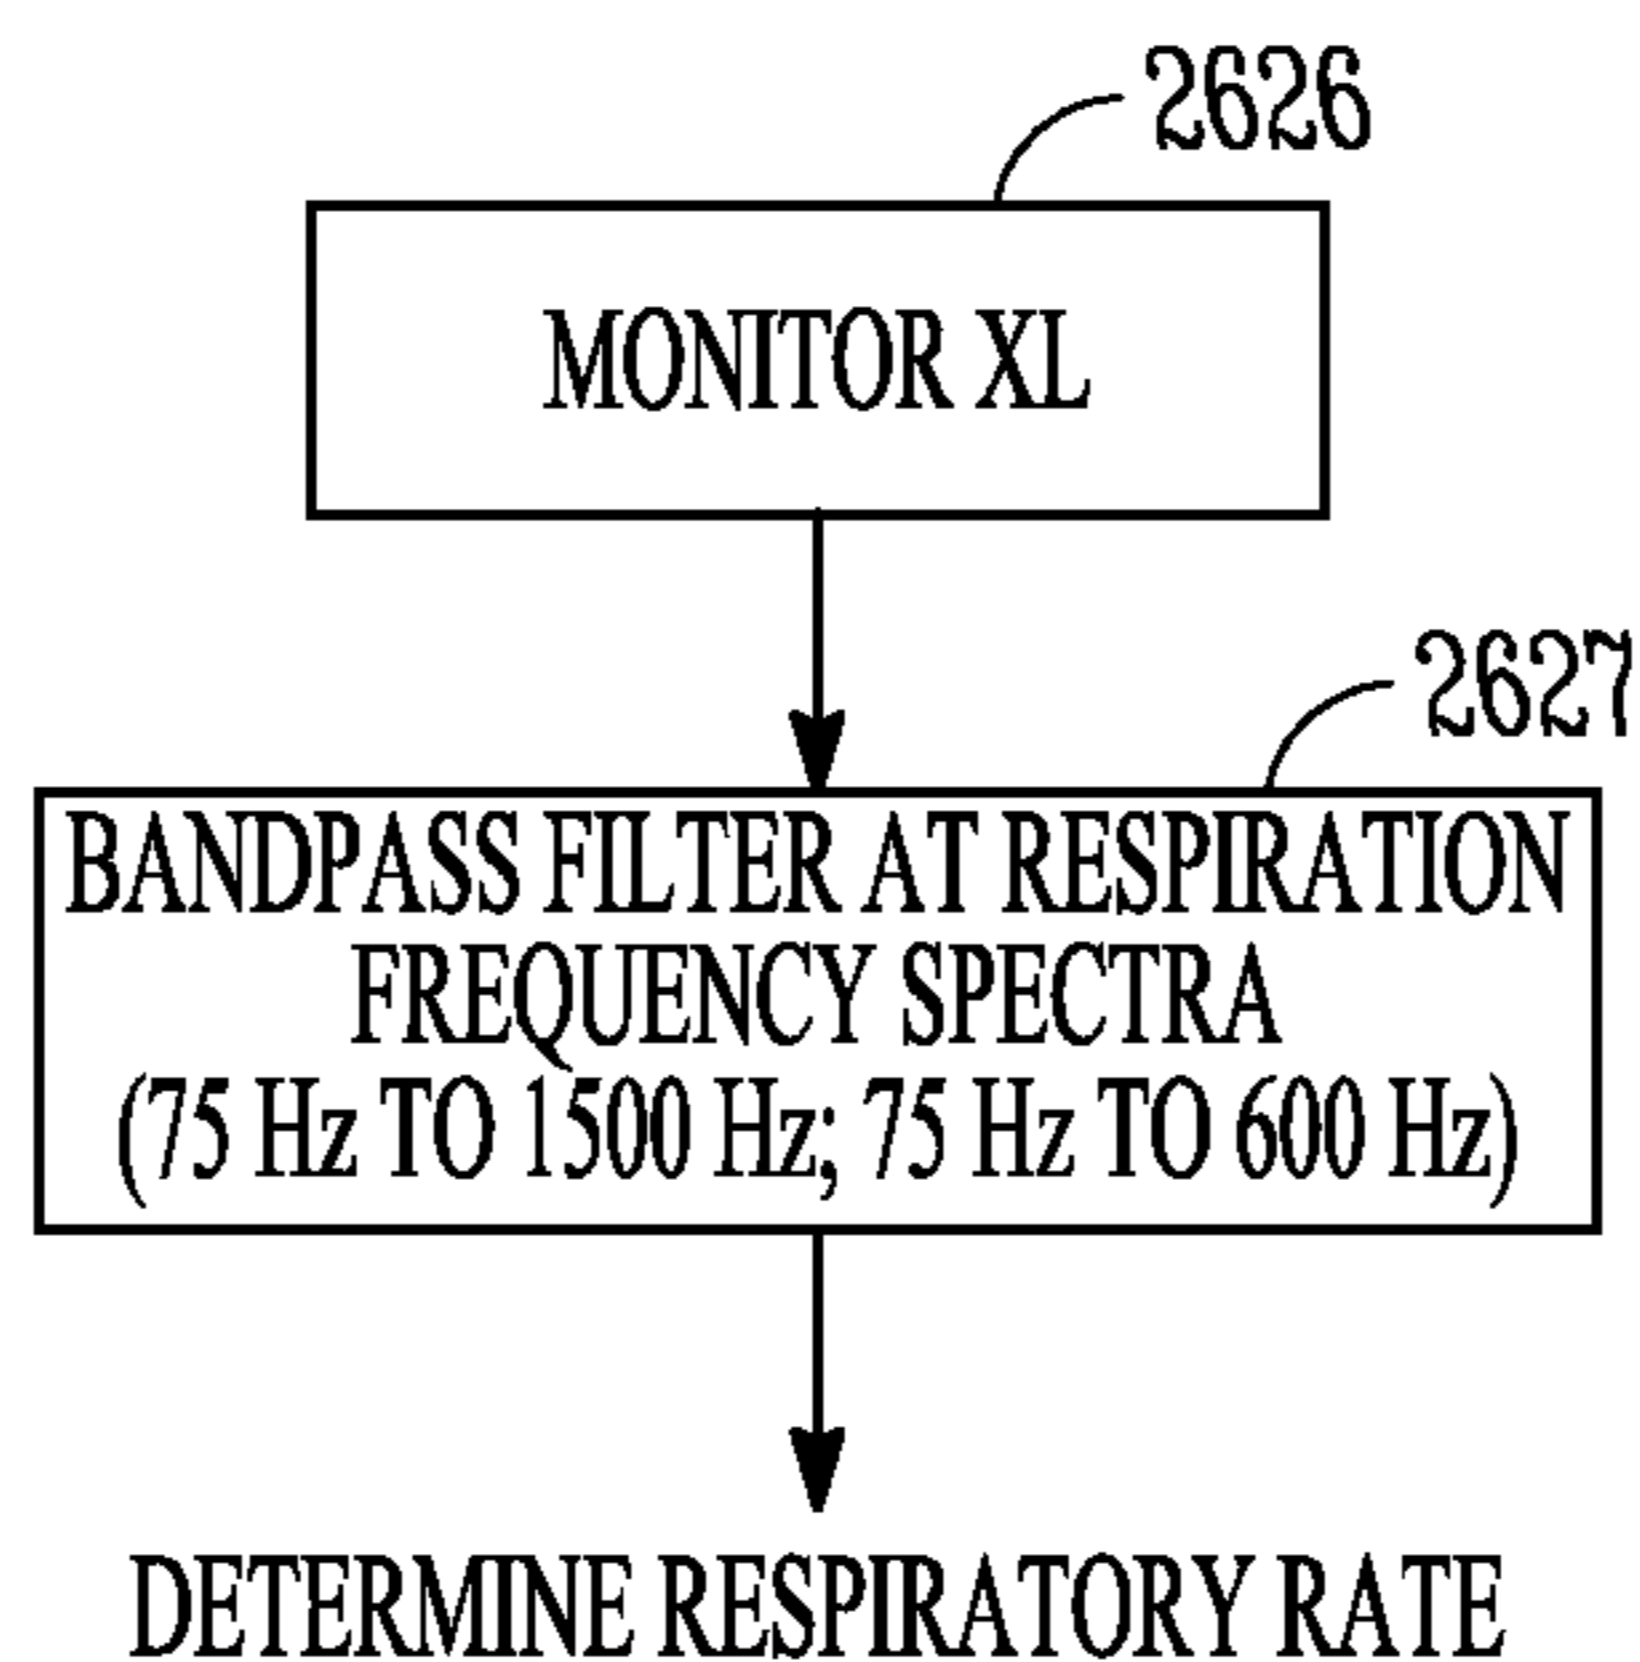 2626
MONITOR XL
2627
BANDPASS FILTER AT RESPIRATION
FREQUENCY SPECTRA
(75 Hz TO 1500 Hz; 75 Hz TO 600 Hz)
DETERMINE RESPIRATORY RATE